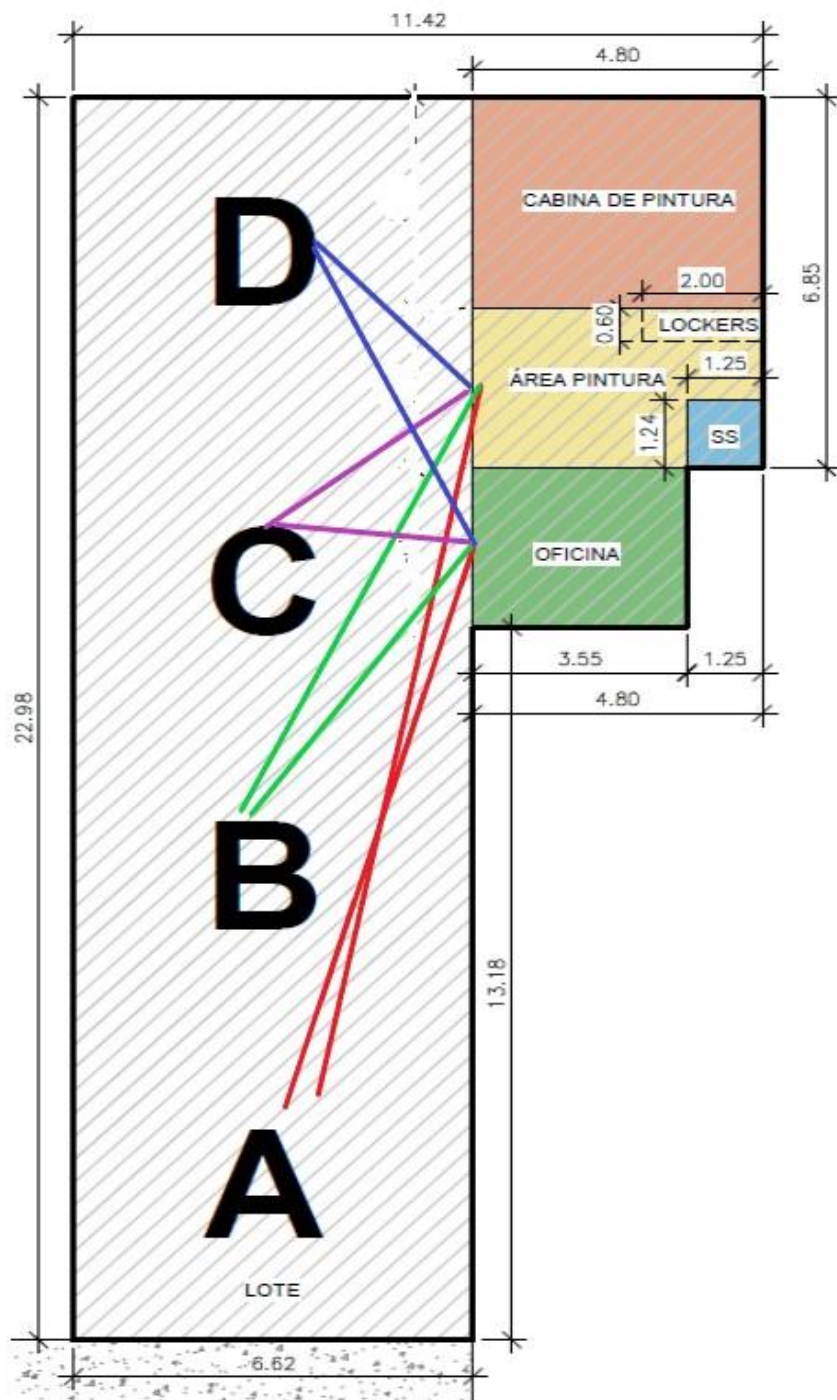 11.42
4.80
D
CABINA DE PINTURA
6.85
2.00
0.60
LOCKERS
1.25
ÁREA PINTURA
1.24
SS
C
OFICINA
3.55
1.25
4.80
22.98
B
13.18
A
LOTE
6.62